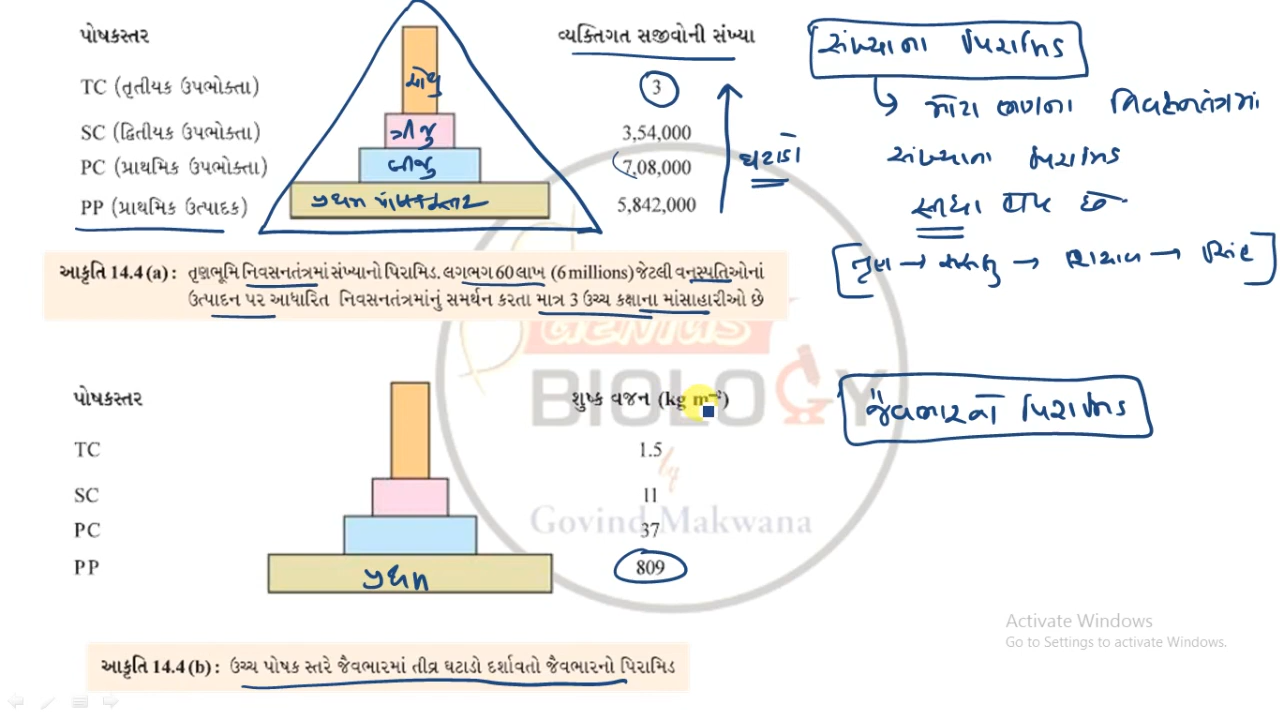 પોષકસ્તર
વ્યક્તિગત સજીવોની સંખ્યા
TC (તૃતીયક ઉપભોક્તા)
ચોથુ
3
SC (દ્વિતીયક ઉપભોક્તા)
ત્રીજુ
3,54,000
PC (પ્રાથમિક ઉપભોક્તા)
બીજુ
7,08,000
PP (પ્રાથમિક ઉત્પાદક)
પ્રથમ પોષકસ્તર
5,842,000
ઘટાડો
સંખ્યાના પિરામિડ
મોટા ભાગના નિવસનતંત્રમાં
સંખ્યાના પિરામિડ
સીધા હોય છે
તૃણ → → → સિંહ
આકૃતિ 14.4 (a) : તૃણભૂમિ નિવસનતંત્રમાં સંખ્યાનો પિરામિડ. લગભગ 60 લાખ (6 millions) જેટલી વનસ્પતિઓનાં
ઉત્પાદન પર આધારિત નિવસનતંત્રમાંનું સમર્થન કરતા માત્ર 3 ઉચ્ચ કક્ષાના માંસાહારીઓ છે
GENIUS
BIOLOGY
by
Govind Makwana
પોષકસ્તર
શુષ્ક વજન (kg m⁻²)
TC
1.5
SC
11
PC
37
PP
પ્રથમ
809
જૈવભારનો પિરામિડ
આકૃતિ 14.4 (b) : ઉચ્ચ પોષક સ્તરે જૈવભારમાં તીવ્ર ઘટાડો દર્શાવતો જૈવભારનો પિરામિડ
Activate Windows
Go to Settings to activate Windows.